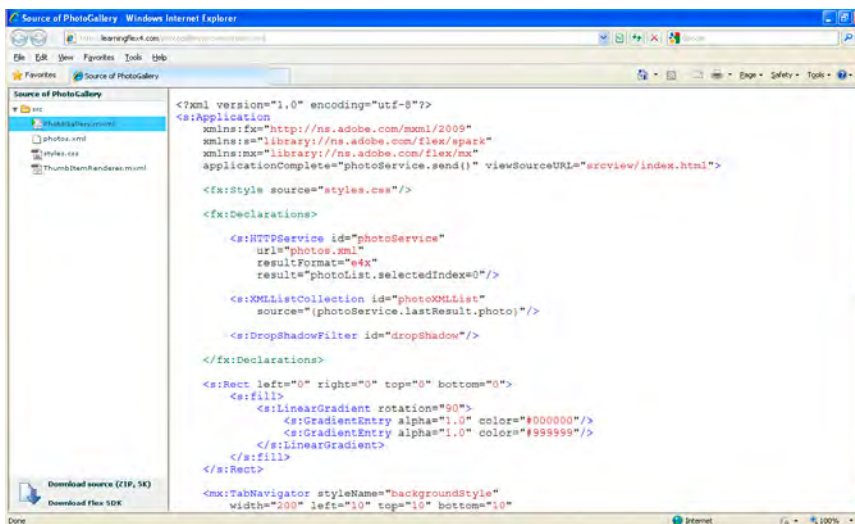 Source of PhotoGallery - Windows Internet Explorer
learningflex4.com
File Edit View Favorites Tools Help
Favorites Source of PhotoGallery Page Safety Tools
Source of PhotoGallery
src
PhotoGallery.mxml
photos.xml
styles.css
ThumbItemRenderer.mxml
Download source (ZIP, 5K)
Download Flex SDK
<?xml version="1.0" encoding="utf-8"?>
<s:Application
xmlns:fx="http://ns.adobe.com/mxml/2009"
xmlns:s="library://ns.adobe.com/flex/spark"
xmlns:mx="library://ns.adobe.com/flex/mx"
applicationComplete="photoService.send()" viewSourceURL="srcview/index.html">
<fx:Style source="styles.css"/>
<fx:Declarations>
<s:HTTPService id="photoService"
url="photos.xml"
resultFormat="e4x"
result="photoList.selectedIndex=0"/>
<s:XMLListCollection id="photoXMLList"
source="{photoService.lastResult.photo}"/>
<s:DropShadowFilter id="dropShadow"/>
</fx:Declarations>
<s:Rect left="0" right="0" top="0" bottom="0">
<s:fill>
<s:LinearGradient rotation="90">
<s:GradientEntry alpha="1.0" color="#000000"/>
<s:GradientEntry alpha="1.0" color="#999999"/>
</s:LinearGradient>
</s:fill>
</s:Rect>
<mx:TabNavigator styleName="backgroundStyle"
width="200" left="10" top="10" bottom="10"
Done Internet 100%